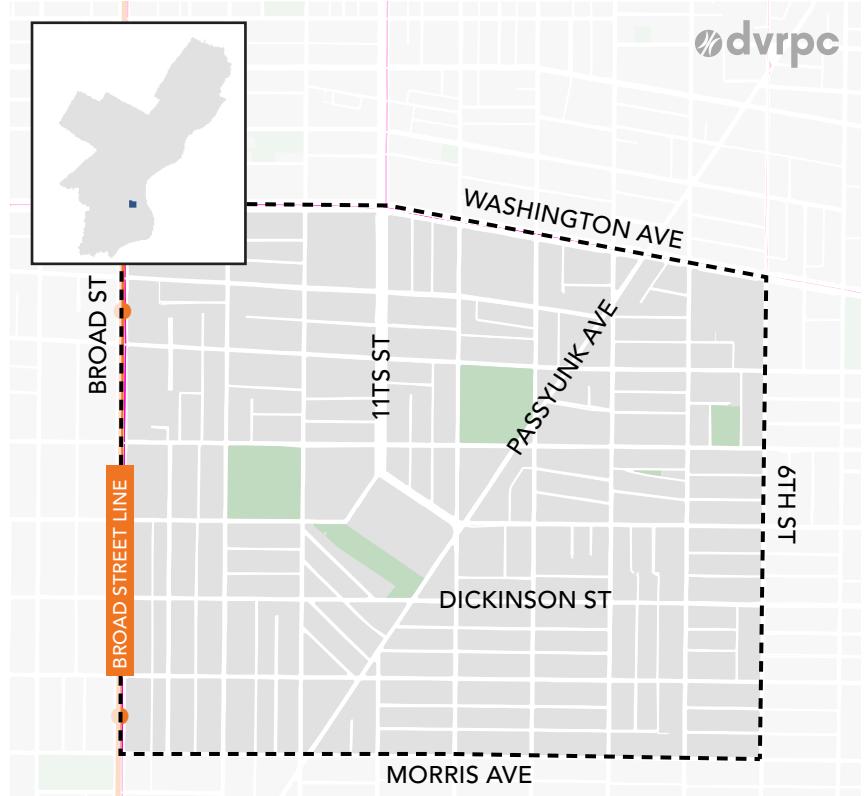 dvrpc
WASHINGTON AVE
BROAD ST
11TS ST
PASSYUNK AVE
6TH ST
BROAD STREET LINE
DICKINSON ST
MORRIS AVE